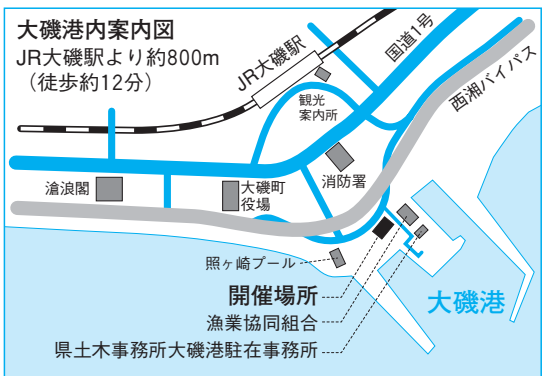 大磯港内案内図
JR大磯駅より約800m
（徒歩約12分）
JR大磯駅
国道1号
西湘バイパス
観光
案内所
滄浪閣
大磯町
役場
消防署
照ヶ崎プール
開催場所
漁業協同組合
県土木事務所大磯港駐在事務所
大磯港